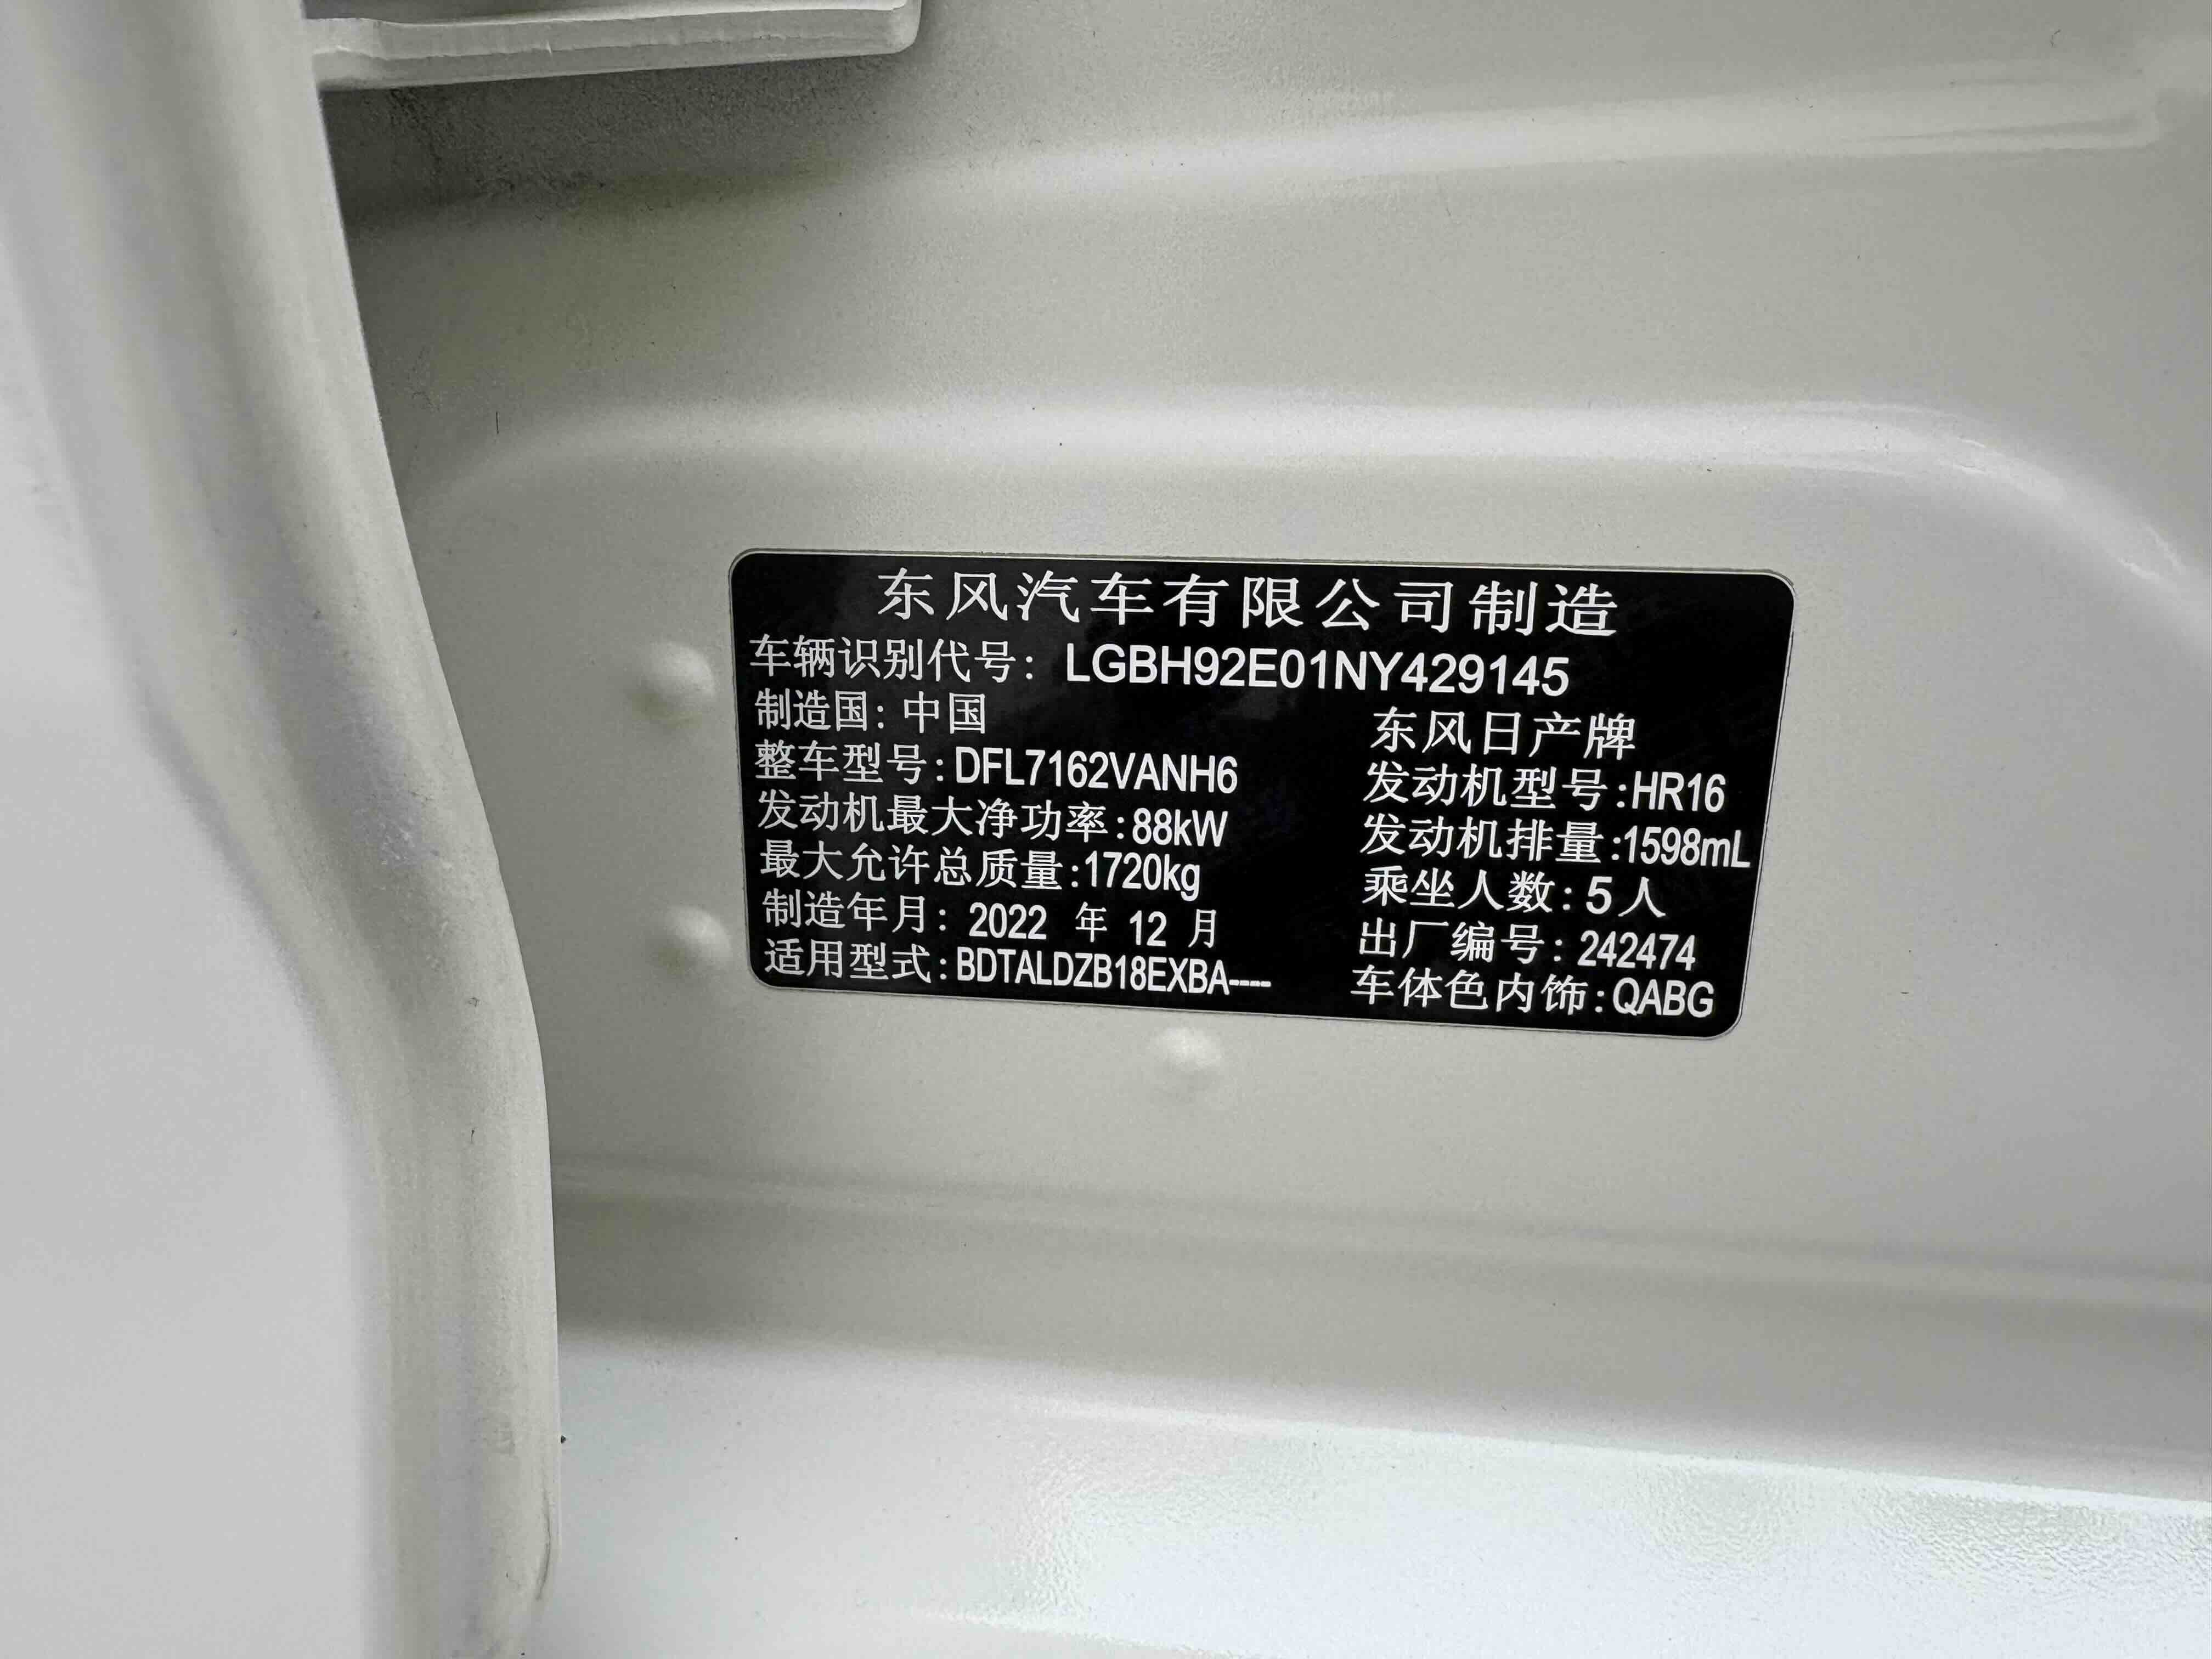 东风汽车有限公司制造
车辆识别代号: LGBH92E01NY429145
制造国: 中国 东风日产牌
整车型号: DFL7162VANH6 发动机型号: HR16
发动机最大净功率: 88kW 发动机排量: 1598mL
最大允许总质量: 1720kg 乘坐人数: 5人
制造年月: 2022 年 12 月 出厂编号: 242474
适用型式: BDTALDZB18EXBA---- 车体色内饰: QABG